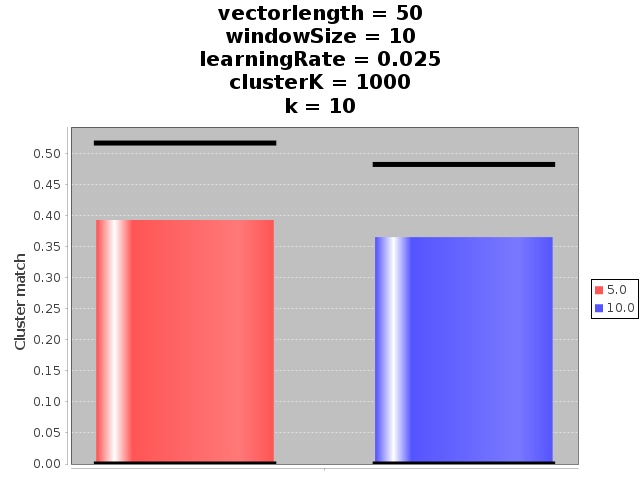 vectorlength = 50
windowSize = 10
learningRate = 0.025
clusterK = 1000
k = 10
Cluster match
0.50
0.45
0.40
0.35
0.30
0.25
0.20
0.15
0.10
0.05
0.00
5.0
10.0